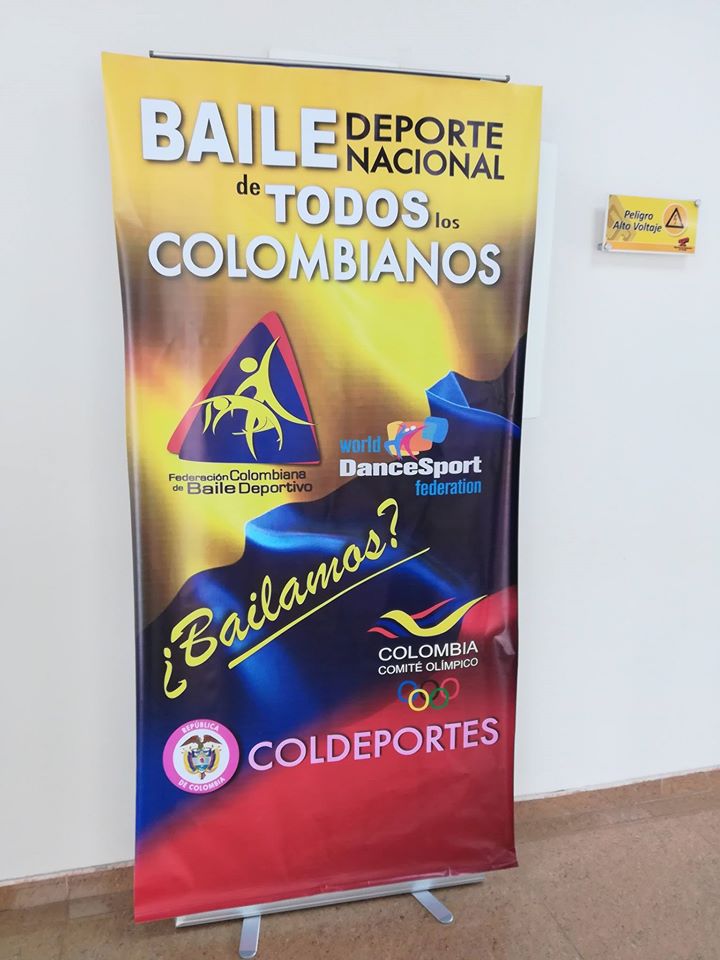 BAILE DEPORTE
NACIONAL
de TODOS los
COLOMBIANOS
Peligro
Alto Voltaje
Federación Colombiana
de Baile Deportivo
world
DanceSport
federation
¿Bailamos?
COLOMBIA
COMITÉ OLÍMPICO
REPÚBLICA
DE COLOMBIA
COLDEPORTES